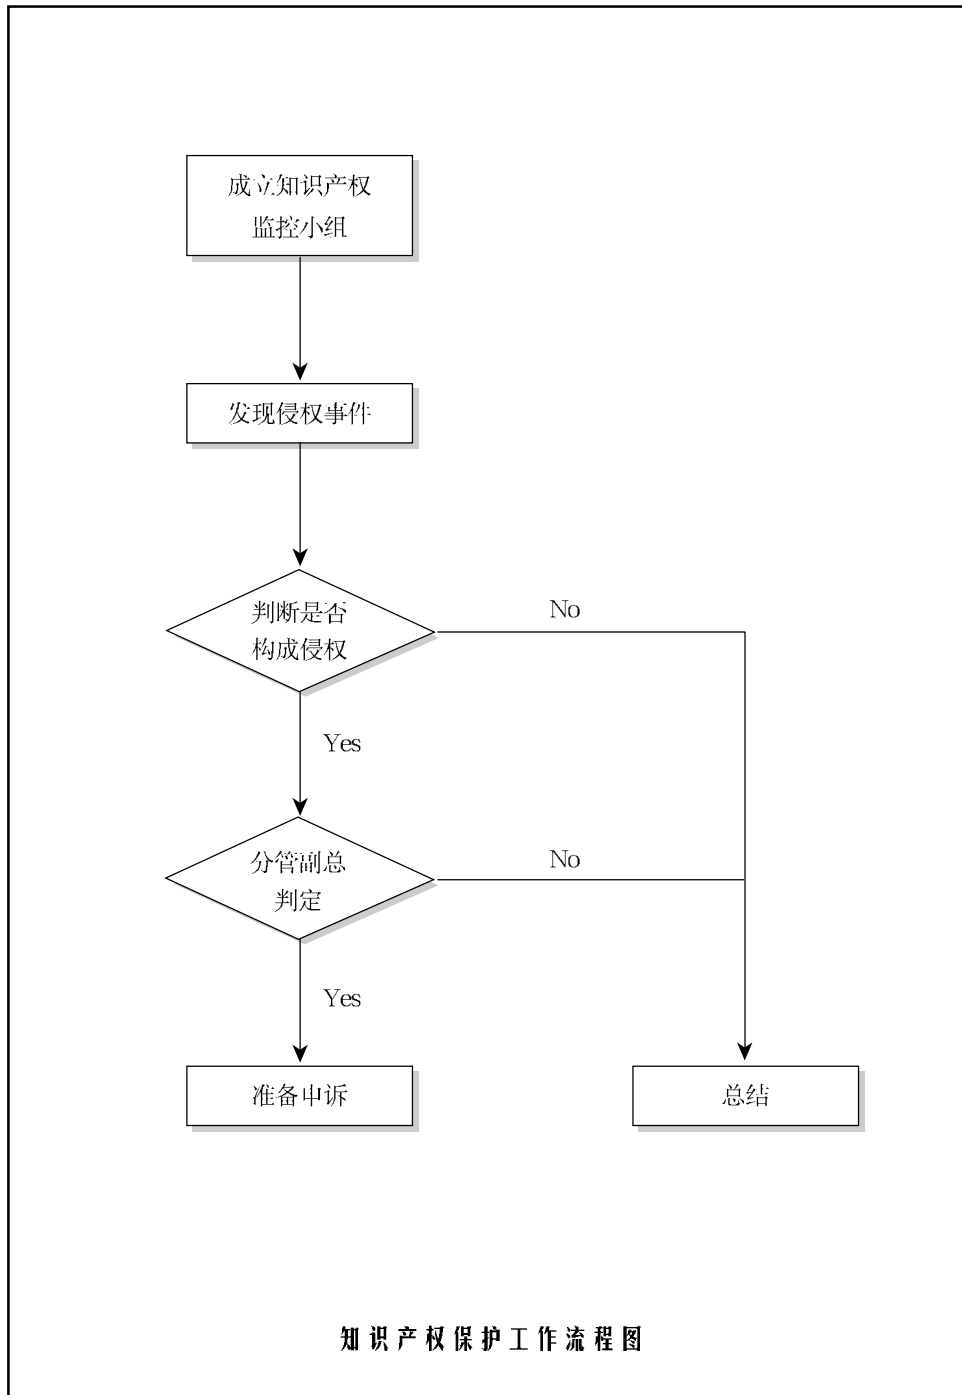 成立知识产权
监控小组
发现侵权事件
判断是否
构成侵权
No
Yes
分管副总
判定
No
Yes
准备申诉
总结
知识产权保护工作流程图